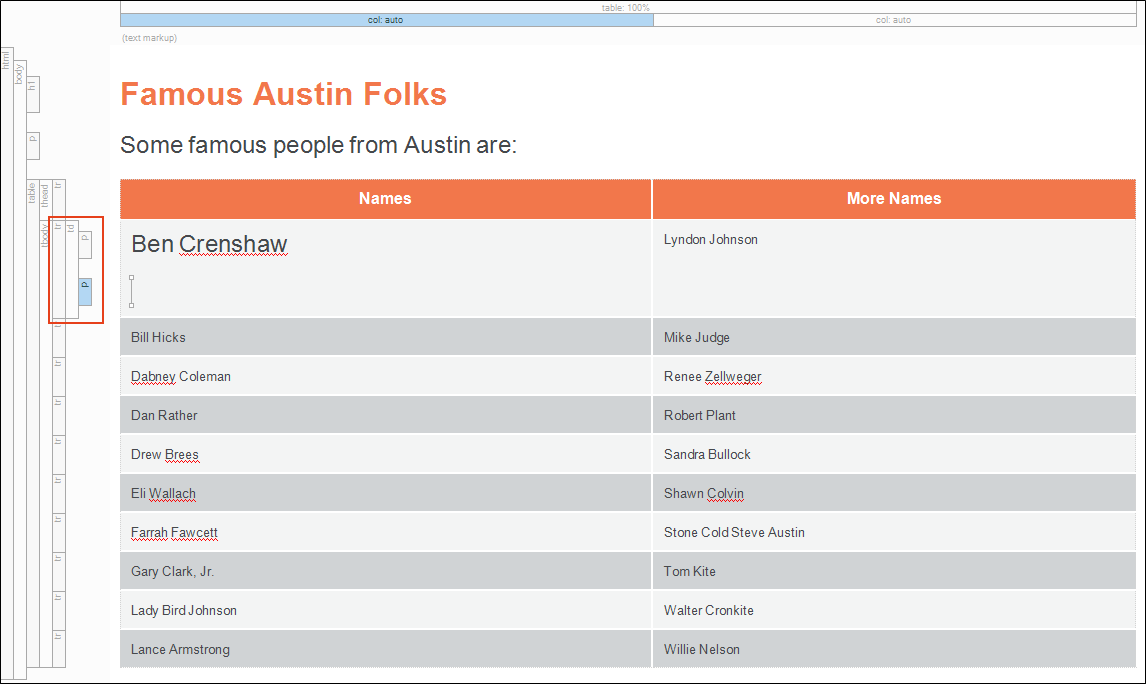 table: 100%
col: auto col: auto
(text markup)
html
body
h1
p
Famous Austin Folks
Some famous people from Austin are:
table
thead
tr
Names More Names
tbody
tr
td
p
Ben Crenshaw Lyndon Johnson
p
tr
Bill Hicks Mike Judge
tr
Dabney Coleman Renee Zellweger
tr
Dan Rather Robert Plant
tr
Drew Brees Sandra Bullock
tr
Eli Wallach Shawn Colvin
tr
Farrah Fawcett Stone Cold Steve Austin
tr
Gary Clark, Jr. Tom Kite
tr
Lady Bird Johnson Walter Cronkite
tr
Lance Armstrong Willie Nelson